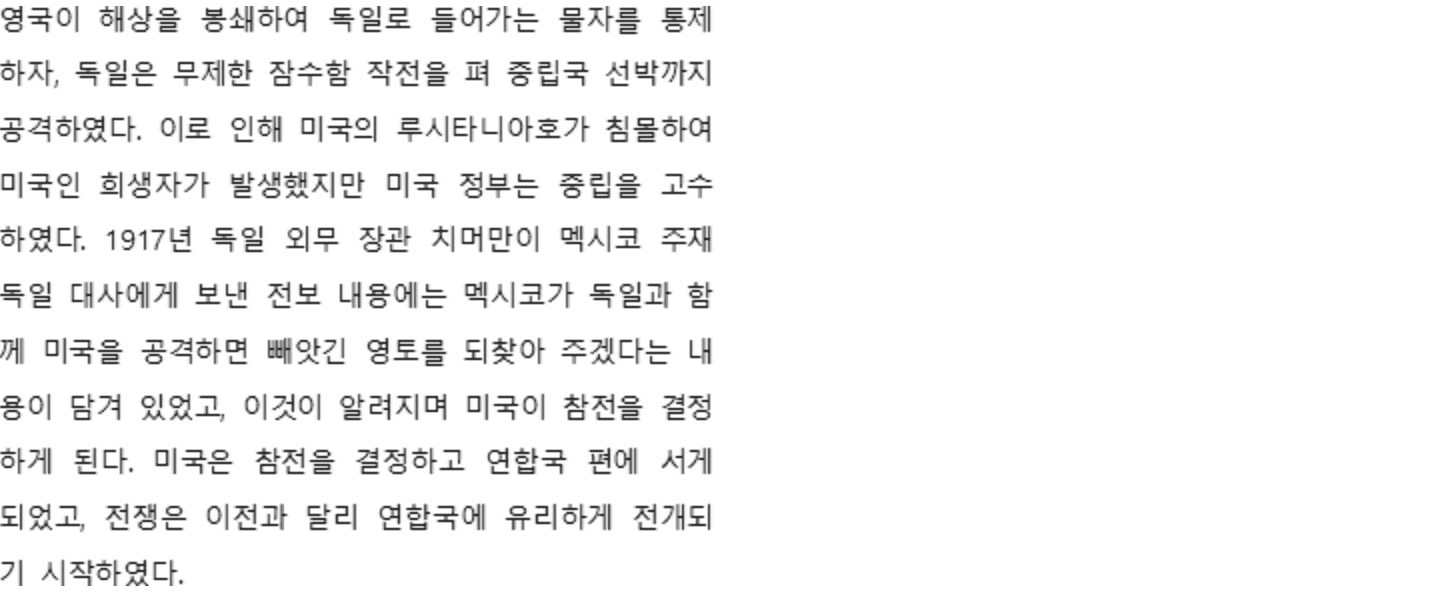 영국이 해상을 봉쇄하여 독일로 들어가는 물자를 통제
하자, 독일은 무제한 잠수함 작전을 펴 중립국 선박까지
공격하였다. 이로 인해 미국의 루시타니아호가 침몰하여
미국인 희생자가 발생했지만 미국 정부는 중립을 고수
하였다. 1917년 독일 외무 장관 치머만이 멕시코 주재
독일 대사에게 보낸 전보 내용에는 멕시코가 독일과 함
께 미국을 공격하면 빼앗긴 영토를 되찾아 주겠다는 내
용이 담겨 있었고, 이것이 알려지며 미국이 참전을 결정
하게 된다. 미국은 참전을 결정하고 연합국 편에 서게
되었고, 전쟁은 이전과 달리 연합국에 유리하게 전개되
기 시작하였다.